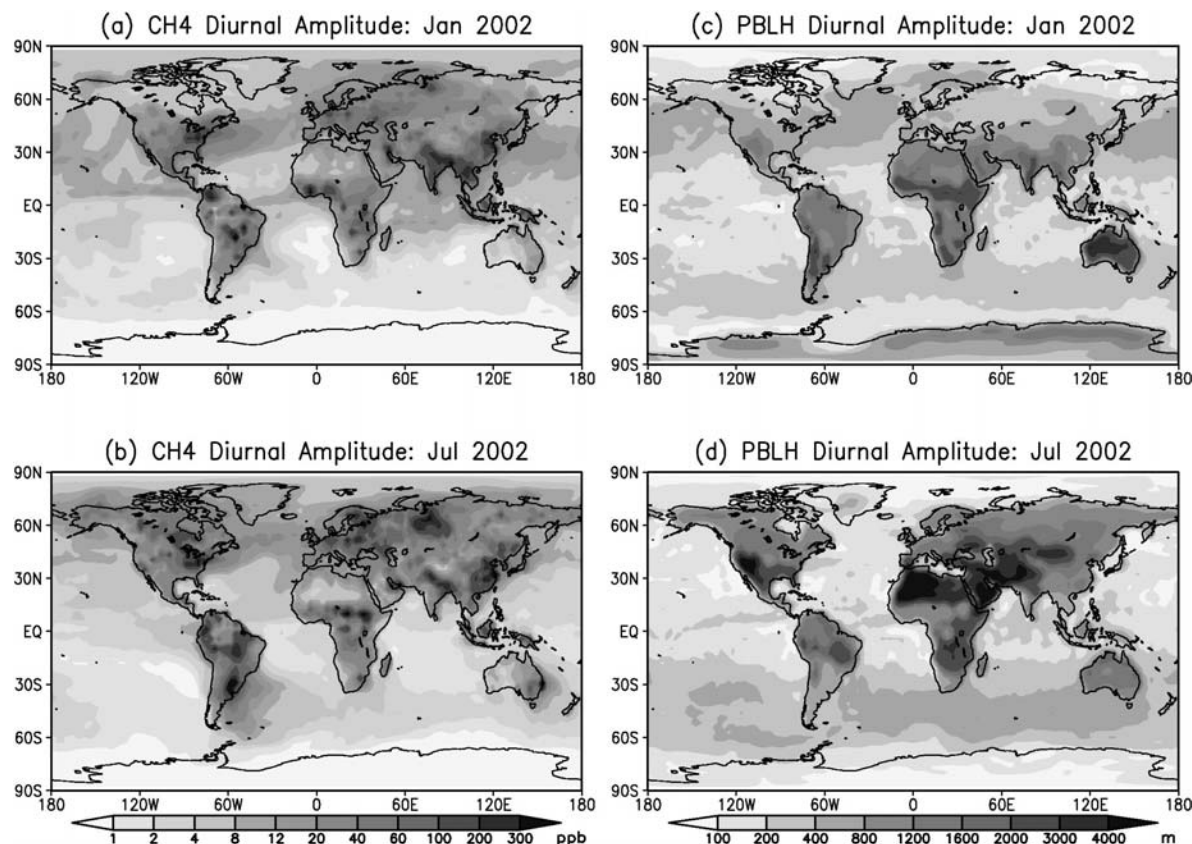 (a) CH4 Diurnal Amplitude: Jan 2002
90N
60N
30N
EQ
30S
60S
90S
180 120W 60W 0 60E 120E 180
(c) PBLH Diurnal Amplitude: Jan 2002
90N
60N
30N
EQ
30S
60S
90S
180 120W 60W 0 60E 120E 180
(b) CH4 Diurnal Amplitude: Jul 2002
90N
60N
30N
EQ
30S
60S
90S
180 120W 60W 0 60E 120E 180
1 2 4 8 12 20 40 60 100 200 300 ppb
(d) PBLH Diurnal Amplitude: Jul 2002
90N
60N
30N
EQ
30S
60S
90S
180 120W 60W 0 60E 120E 180
100 200 400 800 1200 1600 2000 3000 4000 m